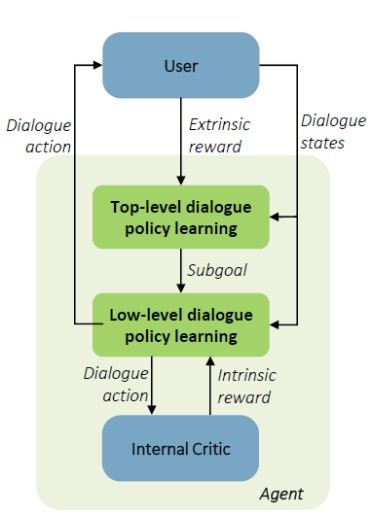 User
Dialogue
action
Extrinsic
reward
Dialogue
states
Top-level dialogue
policy learning
Subgoal
Low-level dialogue
policy learning
Dialogue
action
Intrinsic
reward
Internal Critic
Agent